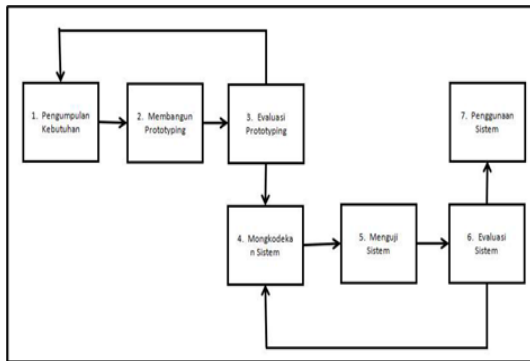 1. Pengumpulan
Kebutuhan
2. Membangun
Prototyping
3. Evaluasi
Prototyping
4. Mongkodeka
n Sistem
5. Menguji
Sistem
6. Evaluasi
Sistem
7. Penggunaan
Sistem